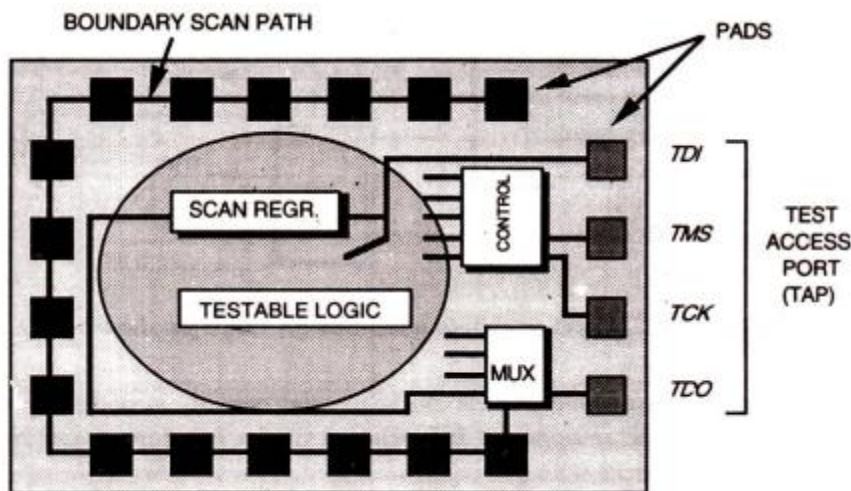 BOUNDARY SCAN PATH
PADS
TDI
SCAN REGR.
CONTROL
TMS
TEST
ACCESS
PORT
(TAP)
TESTABLE LOGIC
TCK
MUX
TDO